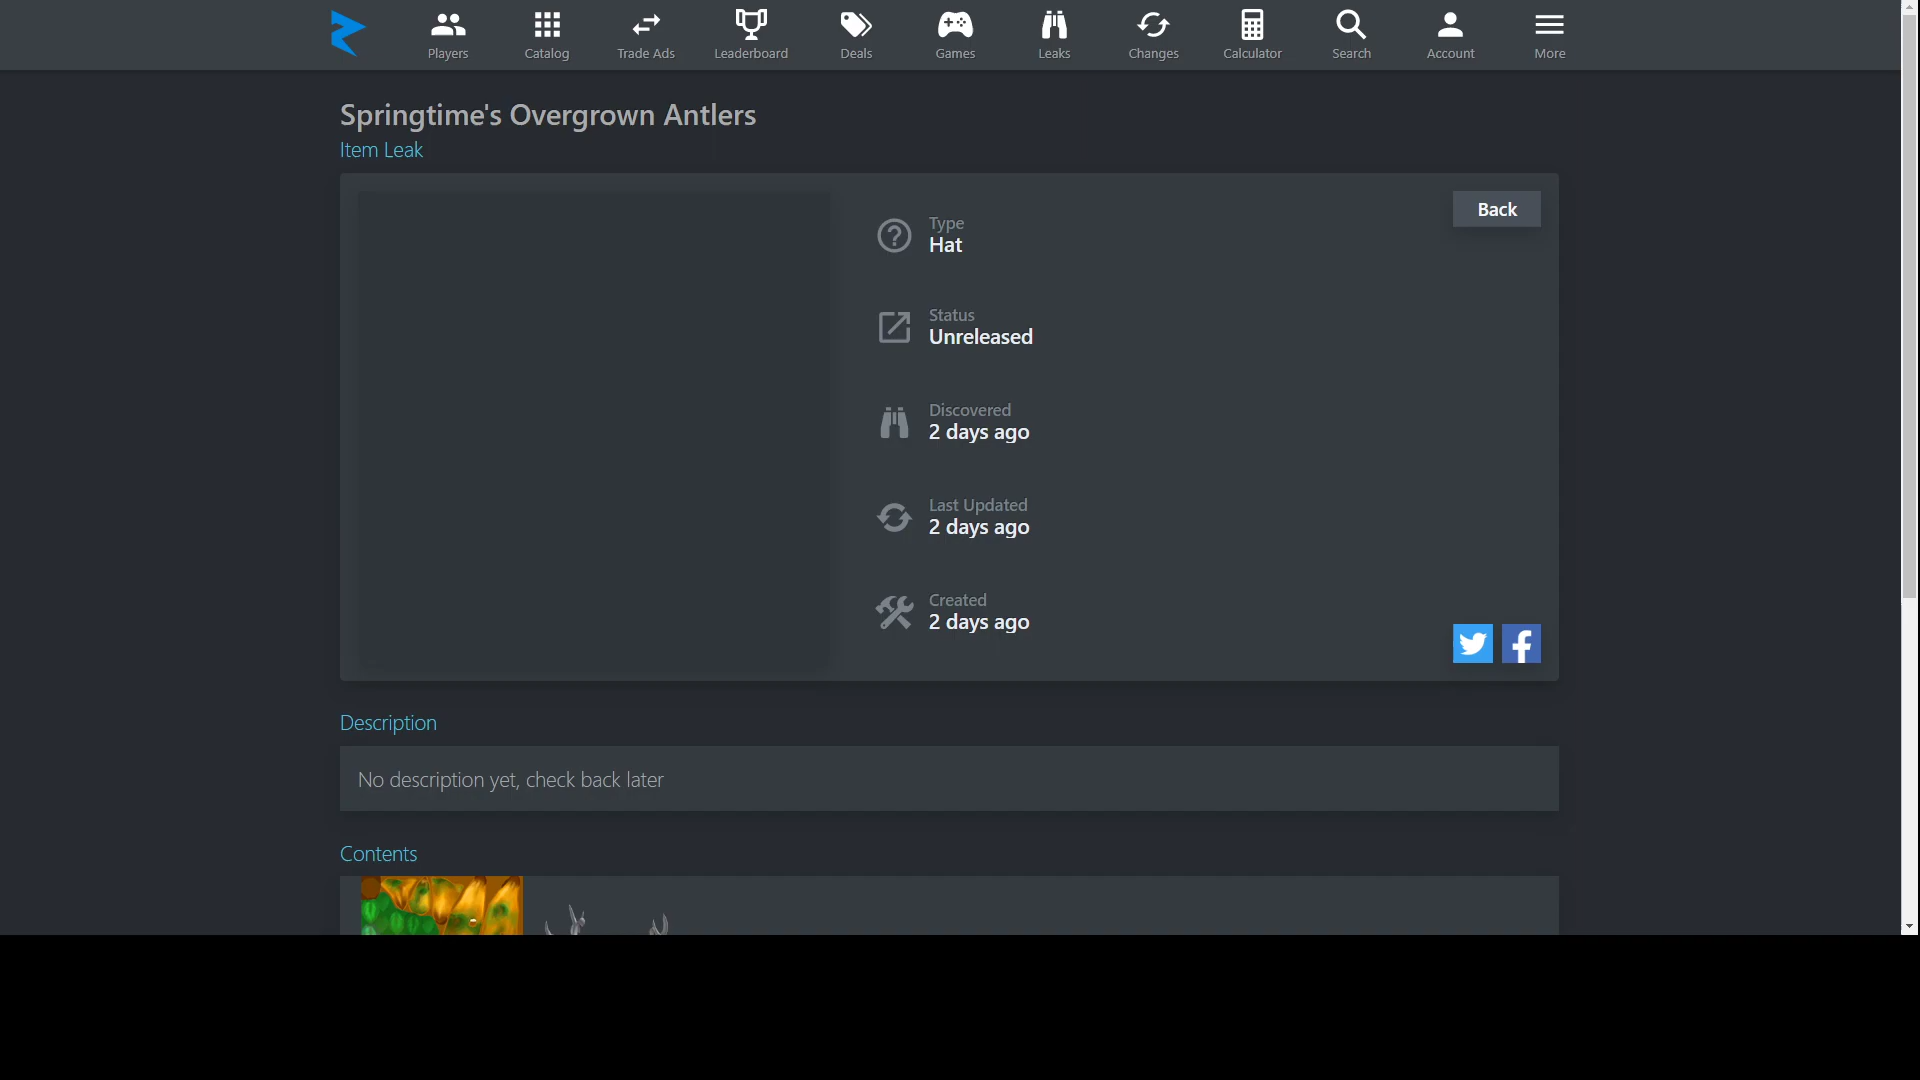 Players
Catalog
Trade Ads
Leaderboard
Deals
Games
Leaks
Changes
Calculator
Search
Account
More
Springtime's Overgrown Antlers
Item Leak
Back
Type
Hat
Status
Unreleased
Discovered
2 days ago
Last Updated
2 days ago
Created
2 days ago
Description
No description yet, check back later
Contents